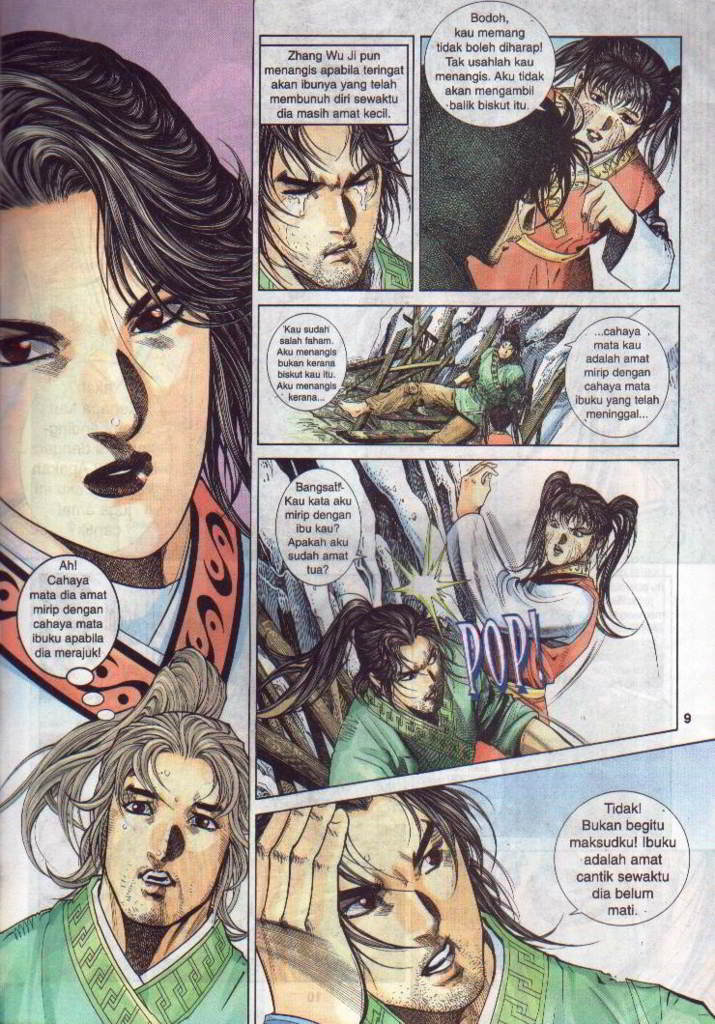 Ah!
Cahaya
mata dia amat
mirip dengan
cahaya mata
ibuku apabila
dia merajuk!
Zhang Wu Ji pun
menangis apabila teringat
akan ibunya yang telah
membunuh diri sewaktu
dia masih amat kecil.
Bodoh,
kau memang
tidak boleh diharap!
Tak usahlah kau
menangis. Aku tidak
akan mengambil
balik biskut itu.
Kau sudah
salah faham.
Aku menangis
bukan kerana
biskut kau itu.
Aku menangis
kerana...
...cahaya
mata kau
adalah amat
mirip dengan
cahaya mata
ibuku yang telah
meninggal...
Bangsat!
Kau kata aku
mirip dengan
ibu kau?
Apakah aku
sudah amat
tua?
POP!
9
Tidak!
Bukan begitu
maksudku! Ibuku
adalah amat
cantik sewaktu
dia belum
mati.